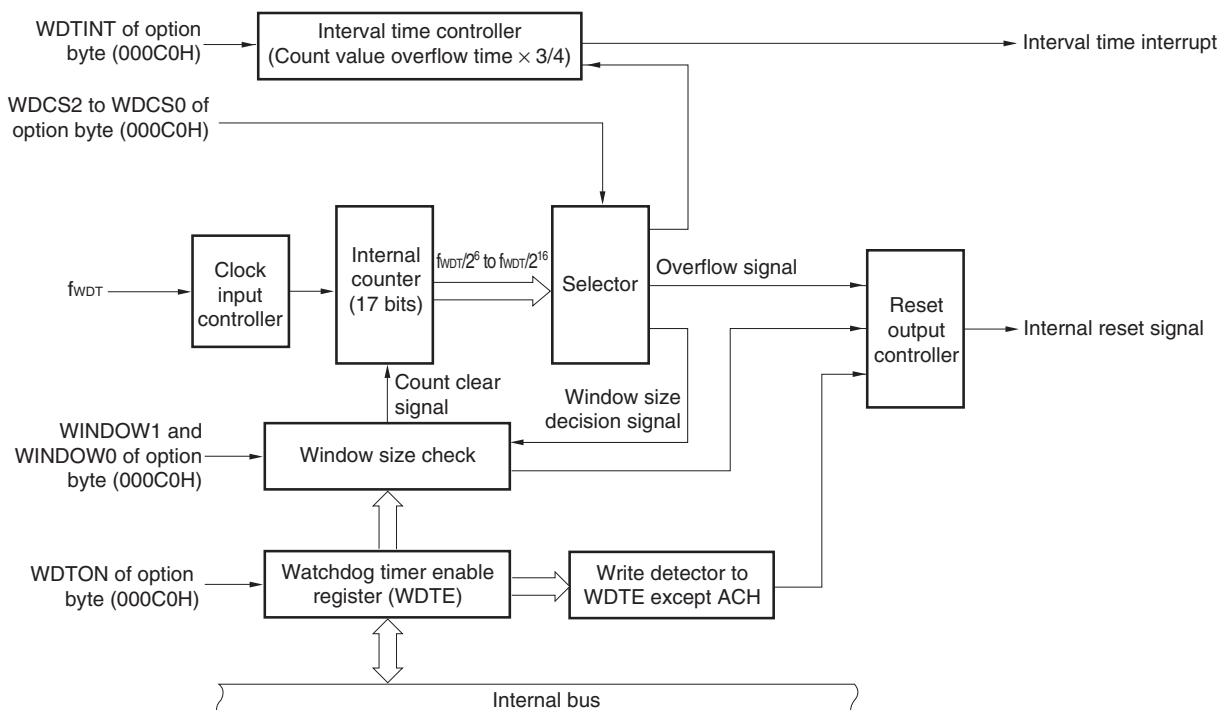 WDTINT of option
byte (000C0H)
Interval time controller
(Count value overflow time × 3/4)
Interval time interrupt
WDCS2 to WDCS0 of
option byte (000C0H)
fWDT
Clock
input
controller
Internal
counter
(17 bits)
fWDT/2⁶ to fWDT/2¹⁶
Selector
Overflow signal
Reset
output
controller
Internal reset signal
Count clear
signal
Window size
decision signal
WINDOW1 and
WINDOW0 of option
byte (000C0H)
Window size check
WDTON of option
byte (000C0H)
Watchdog timer enable
register (WDTE)
Write detector to
WDTE except ACH
Internal bus